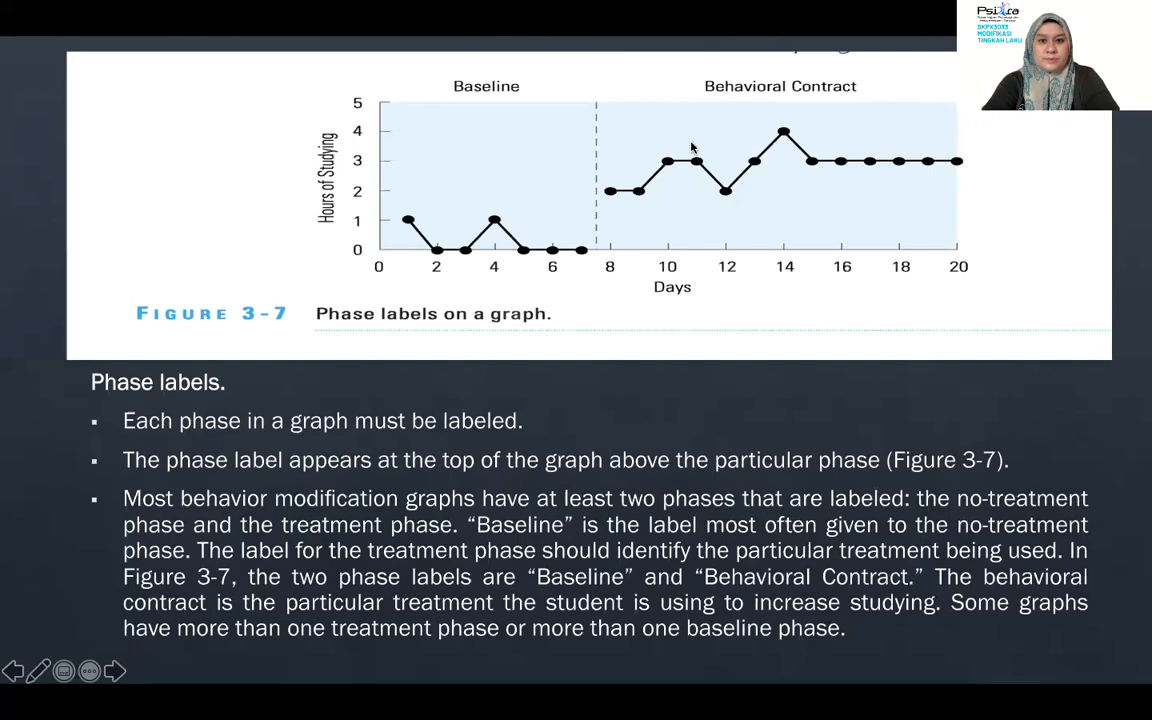 Psitra
SKPX3033
MODIFIKASI
TINGKAH LAKU
Baseline
Behavioral Contract
5
4
3
2
1
0
Hours of Studying
0 2 4 6 8 10 12 14 16 18 20
Days
FIGURE 3-7 Phase labels on a graph.
Phase labels.
▪ Each phase in a graph must be labeled.
▪ The phase label appears at the top of the graph above the particular phase (Figure 3-7).
▪ Most behavior modification graphs have at least two phases that are labeled: the no-treatment
phase and the treatment phase. “Baseline” is the label most often given to the no-treatment
phase. The label for the treatment phase should identify the particular treatment being used. In
Figure 3-7, the two phase labels are “Baseline” and “Behavioral Contract.” The behavioral
contract is the particular treatment the student is using to increase studying. Some graphs
have more than one treatment phase or more than one baseline phase.